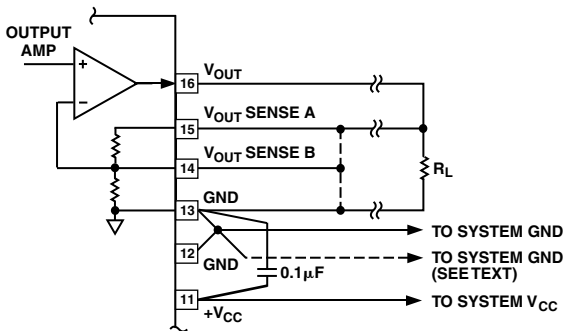 OUTPUT
AMP
+
−
16
VOUT
15
VOUT SENSE A
14
VOUT SENSE B
RL
13
GND
TO SYSTEM GND
12
GND
TO SYSTEM GND
(SEE TEXT)
0.1μF
11
+VCC
TO SYSTEM VCC